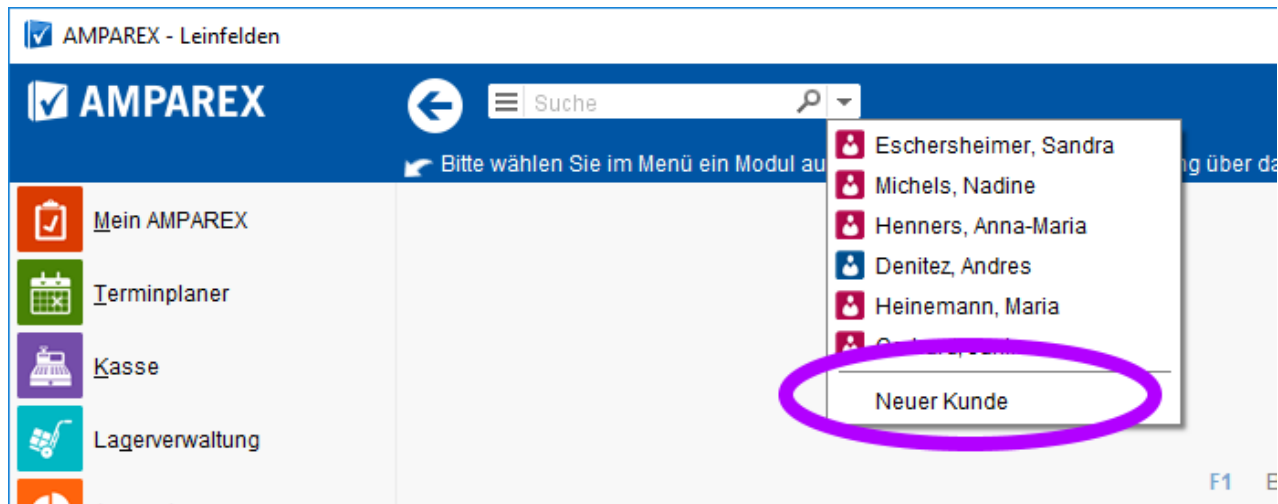 AMPAREX - Leinfelden
AMPAREX
Suche
Bitte wählen Sie im Menü ein Modul au
ng über da
Eschersheimer, Sandra
Michels, Nadine
Henners, Anna-Maria
Denitez, Andres
Heinemann, Maria
Neuer Kunde
Mein AMPAREX
Terminplaner
Kasse
Lagerverwaltung
F1 E